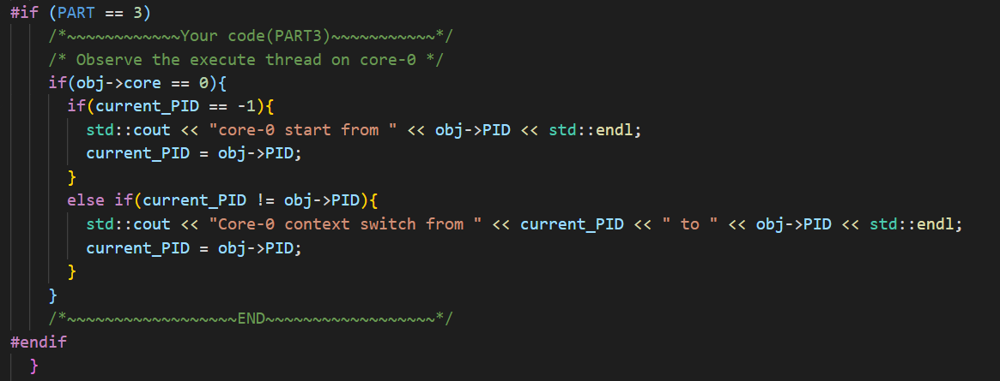 #if (PART == 3)
/*~~~~~~~~~~~~Your code(PART3)~~~~~~~~~~~*/
/* Observe the execute thread on core-0 */
if(obj->core == 0){
if(current_PID == -1){
std::cout << "core-0 start from " << obj->PID << std::endl;
current_PID = obj->PID;
}
else if(current_PID != obj->PID){
std::cout << "Core-0 context switch from " << current_PID << " to " << obj->PID << std::endl;
current_PID = obj->PID;
}
}
/*~~~~~~~~~~~~~~~~~~END~~~~~~~~~~~~~~~~~~*/
#endif
}